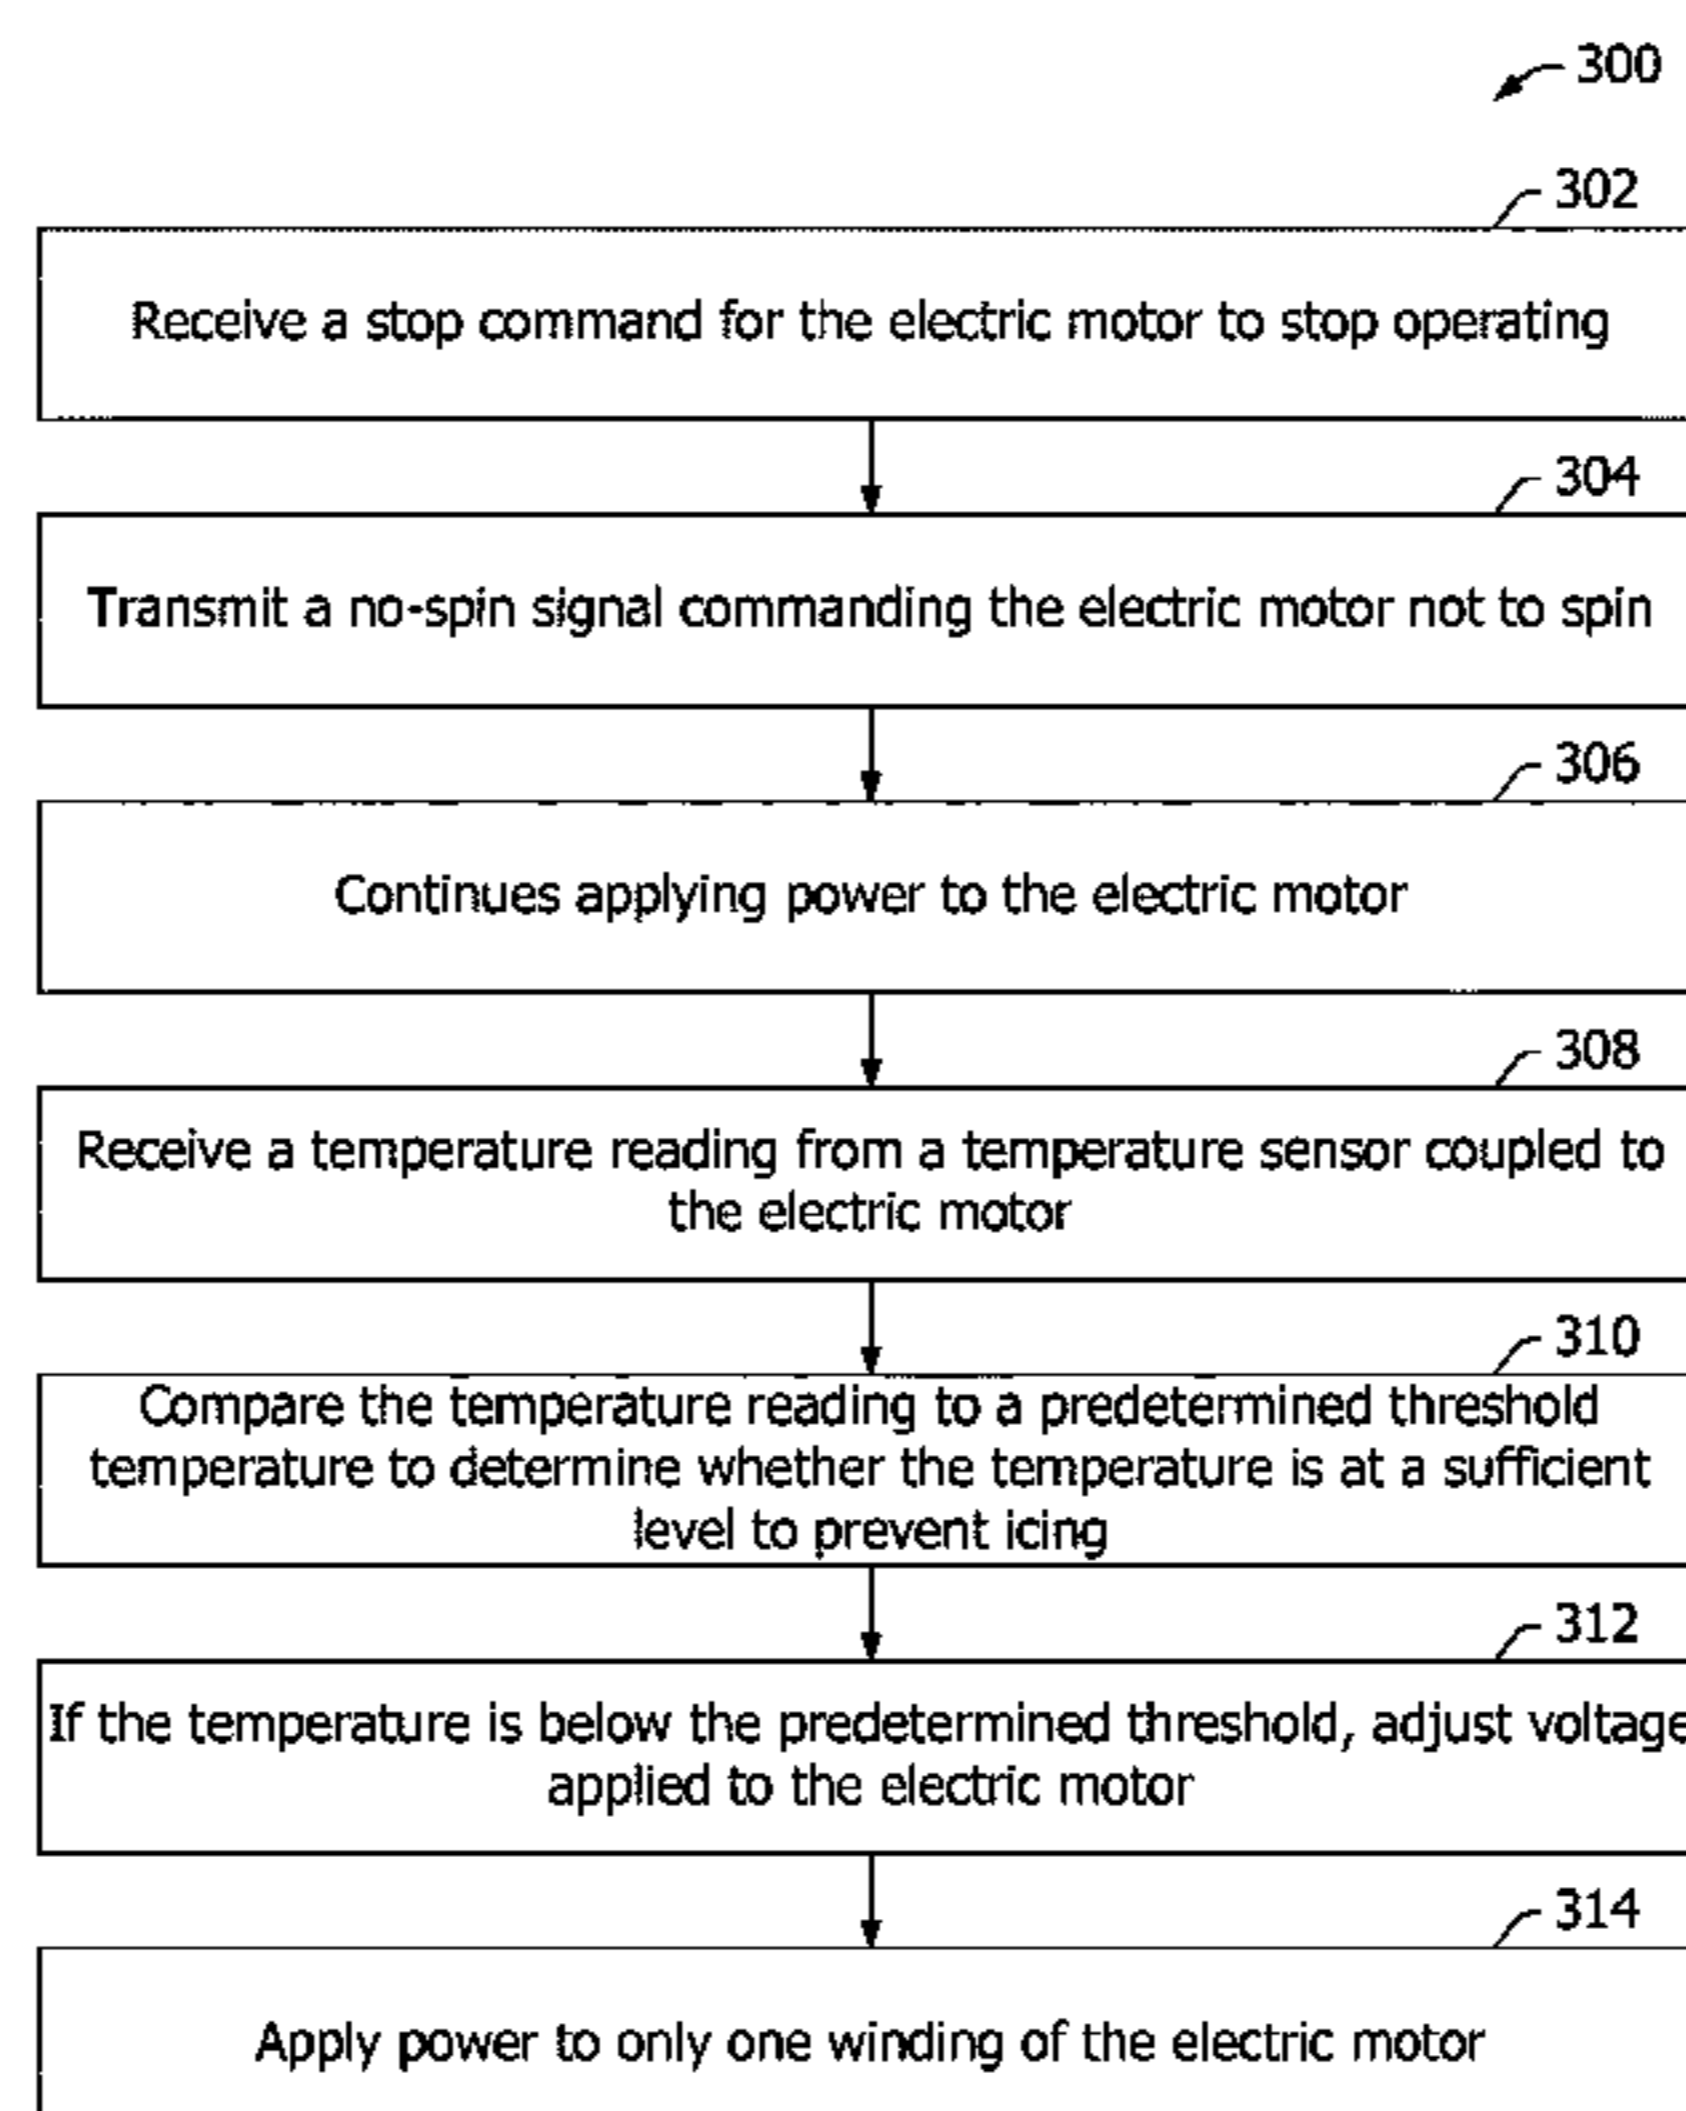 300
302
Receive a stop command for the electric motor to stop operating
304
Transmit a no-spin signal commanding the electric motor not to spin
306
Continues applying power to the electric motor
308
Receive a temperature reading from a temperature sensor coupled to
the electric motor
310
Compare the temperature reading to a predetermined threshold
temperature to determine whether the temperature is at a sufficient
level to prevent icing
312
If the temperature is below the predetermined threshold, adjust voltage
applied to the electric motor
314
Apply power to only one winding of the electric motor